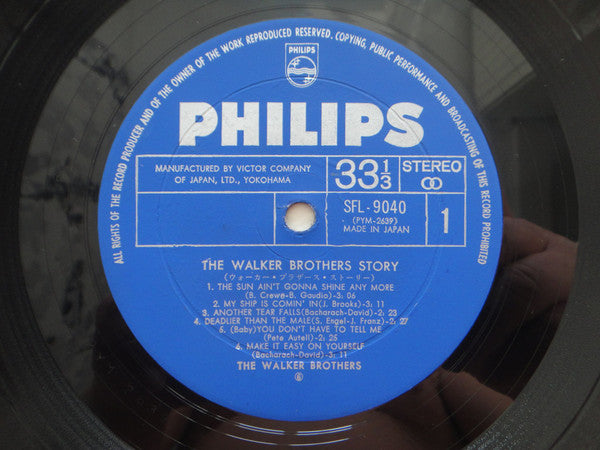 ALL RIGHTS OF THE RECORD PRODUCER AND OF THE OWNER OF THE WORK REPRODUCED RESERVED. COPYING, PUBLIC PERFORMANCE AND BROADCASTING OF THIS RECORD PROHIBITED
PHILIPS
PHILIPS
MANUFACTURED BY VICTOR COMPANY
OF JAPAN, LTD., YOKOHAMA
33 1/3
STEREO
SFL-9040
(PYM-2639)
MADE IN JAPAN
1
THE WALKER BROTHERS STORY
(ウォーカー・ブラザース・ストーリー)
1. THE SUN AIN'T GONNA SHINE ANY MORE
(B. Crewe-B. Gaudio)-3: 06
2. MY SHIP IS COMIN' IN(J. Brooks)-3: 11
3. ANOTHER TEAR FALLS(Bacharach-David)-2: 23
4. DEADLIER THAN THE MALE(S. Engel-J. Franz)-2: 27
5. (Baby)YOU DON'T HAVE TO TELL ME
(Pete Autell)-2: 25
6. MAKE IT EASY ON YOURSELF
(Bacharach-David)-3: 11
THE WALKER BROTHERS